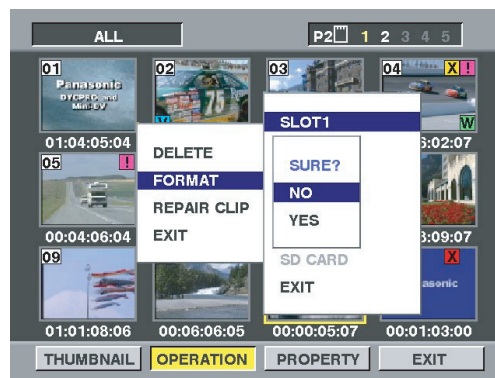 ALL
P2 1 2 3 4 5
01
02
03
04 X !
Panasonic
DVCPRO, and
Mini-DV
75
V
W
01:04:05:04
:02:07
05 !
DELETE
FORMAT
REPAIR CLIP
EXIT
SLOT1
SURE?
NO
YES
SD CARD
EXIT
00:04:06:04
:09:07
09
X
asonic
01:01:08:06
00:06:06:05
00:00:05:07
00:01:03:00
THUMBNAIL
OPERATION
PROPERTY
EXIT